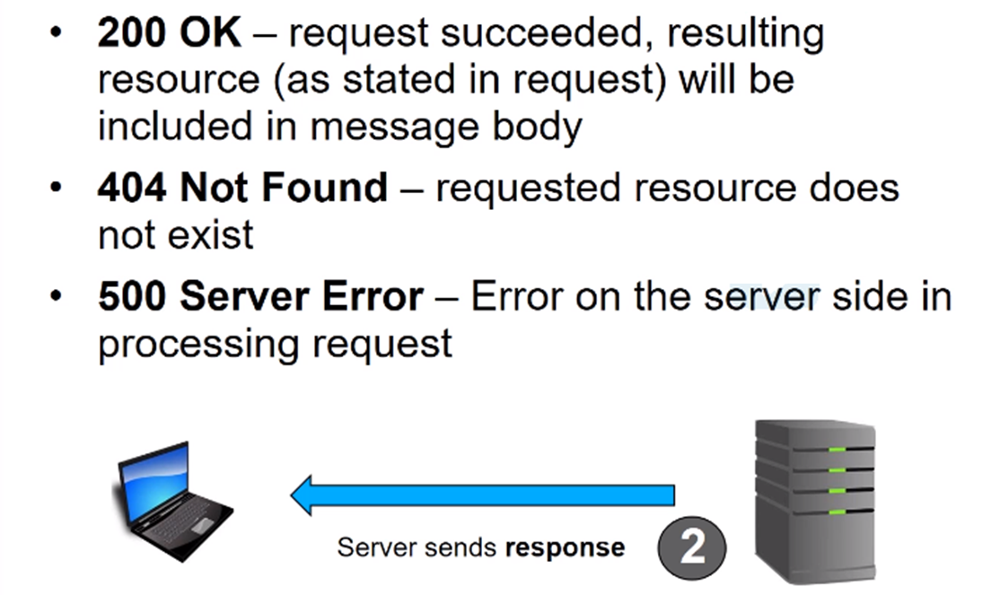 • 200 OK – request succeeded, resulting
resource (as stated in request) will be
included in message body
• 404 Not Found – requested resource does
not exist
• 500 Server Error – Error on the server side in
processing request
Server sends response
2